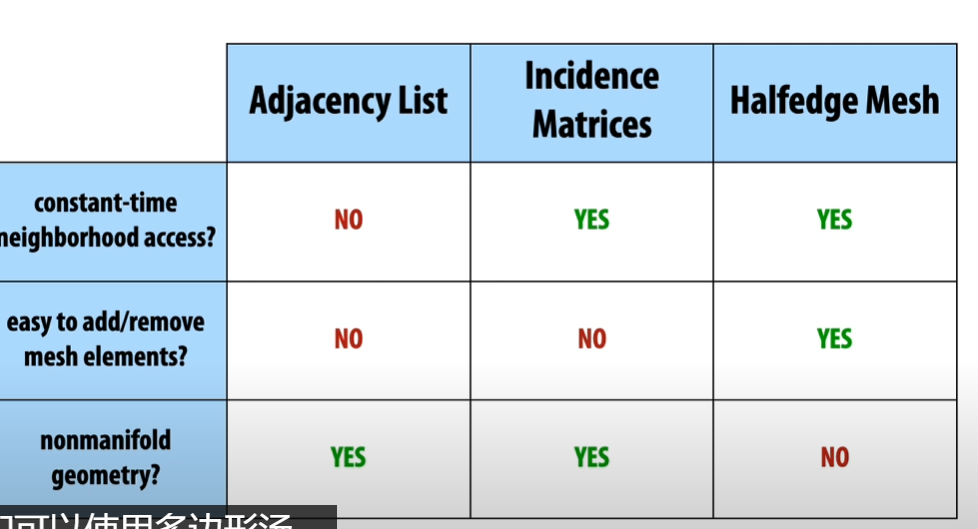 Adjacency List
Incidence
Matrices
Halfedge Mesh
constant-time
neighborhood access?
NO
YES
YES
easy to add/remove
mesh elements?
NO
NO
YES
nonmanifold
geometry?
YES
YES
NO
可以使用多边形汤